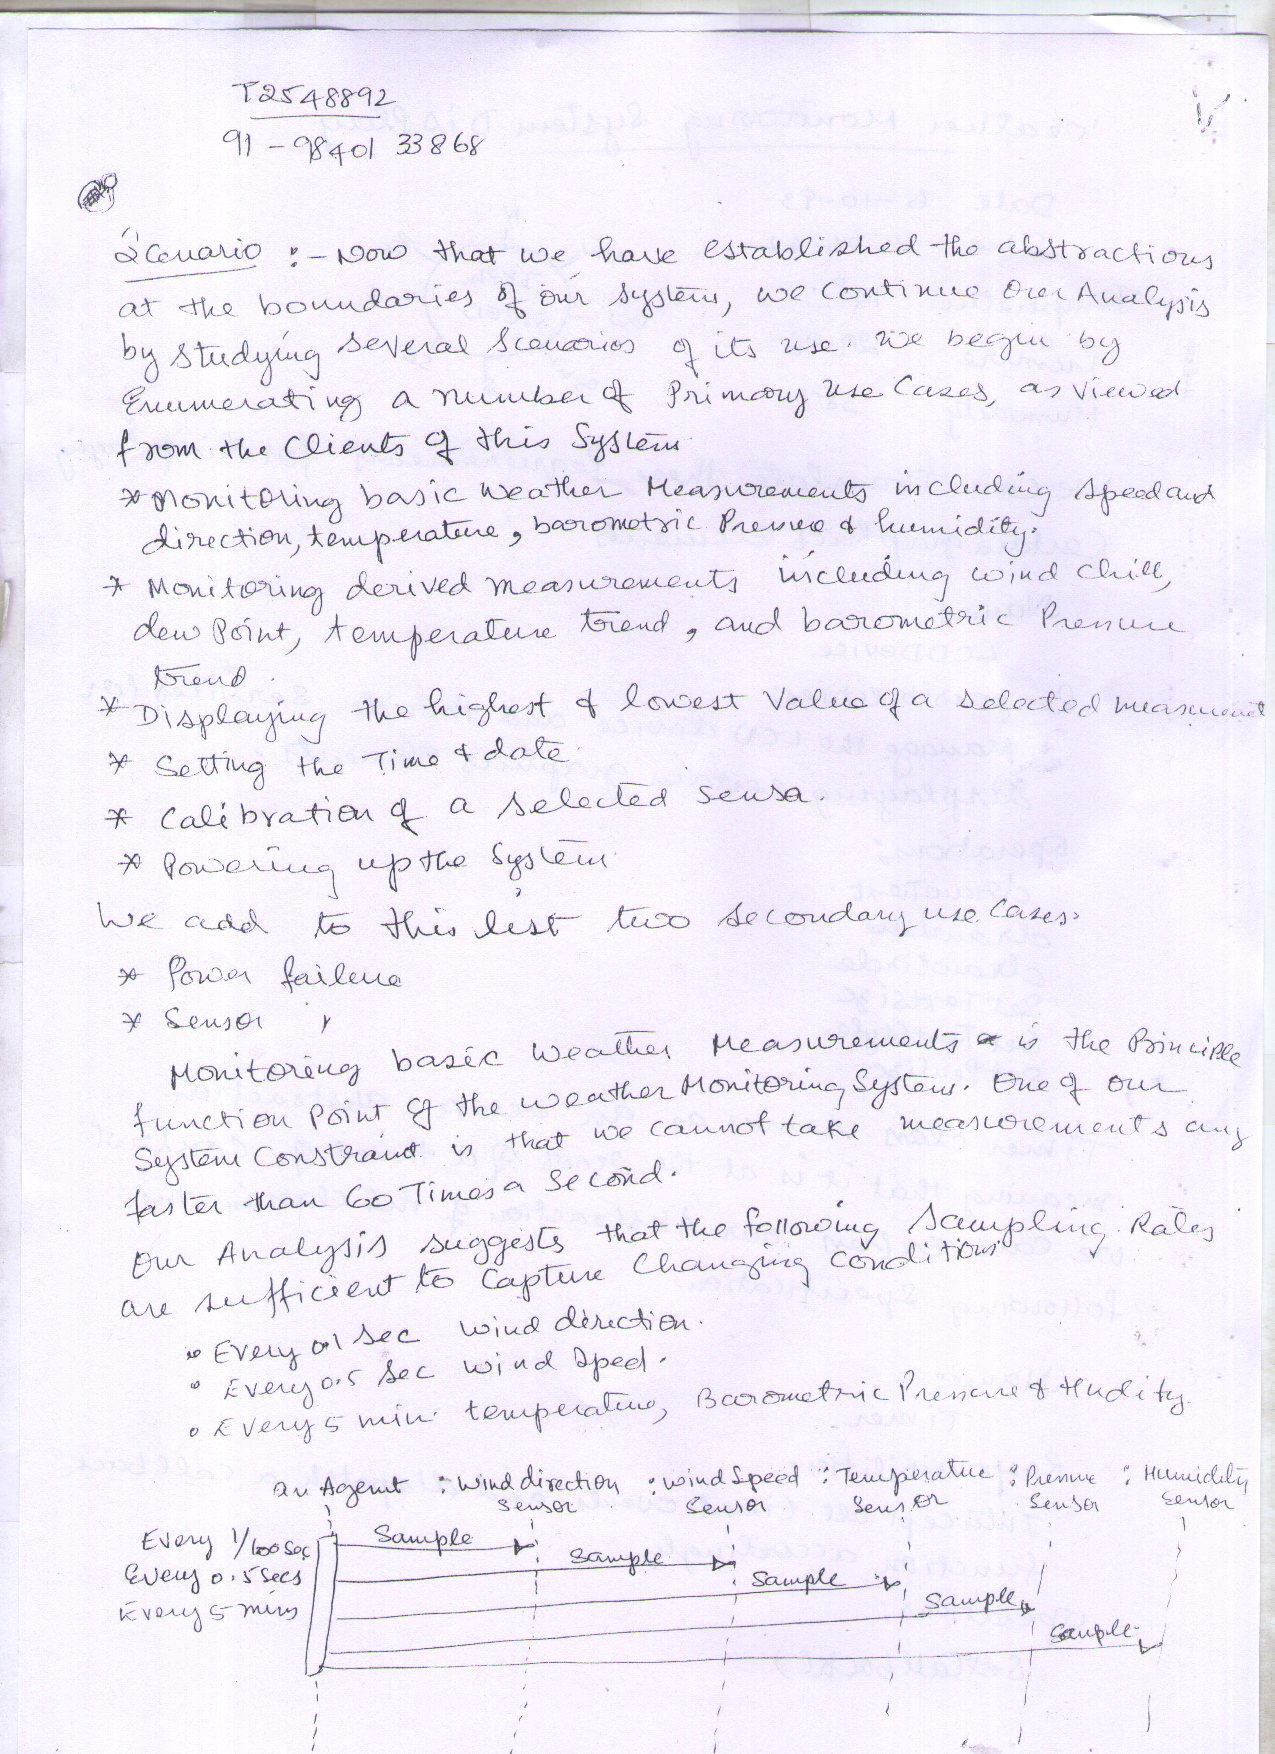 T2548892
91 - 98401 33868
Scenario :- Now that we have established the abstractions
at the boundaries of our system, we continue our Analysis
by studying several Scenarios of its use. We begin by
Enumerating a number of Primary use Cases, as viewed
from the Clients of this System.
* Monitoring basic weather Measurements including speed and
direction, temperature, barometric Pressure & humidity.
* Monitoring derived measurements including wind chill,
dew Point, temperature trend, and barometric Pressure
trend.
* Displaying the highest & lowest Value of a selected measurement
* Setting the Time & date.
* Calibration of a selected Sensor.
* Powering up the System.
We add to this list two secondary use Cases.
* Power failure
* Sensor "
Monitoring basic weather Measurements is the Principle
function Point of the weather Monitoring System. One of our
System Constraint is that we cannot take measurements any
faster than 60 Times a Second.
Our Analysis suggests that the following Sampling Rates
are sufficient to Capture Changing Conditions
• Every 0.1 sec wind direction.
• Every 0.5 sec wind Sped.
• Every 5 min. temperature, Barometric Pressure & Hudity.
an Agemt : Wind direction : wind Speed : Temperature : Pressure : Humidity
Sensor Sensor Sensor Sensor Sensor
Every 1/100 Sec Sample
Every 0.5 Secs Sample
Sample
Every 5 mins Sample
Sample